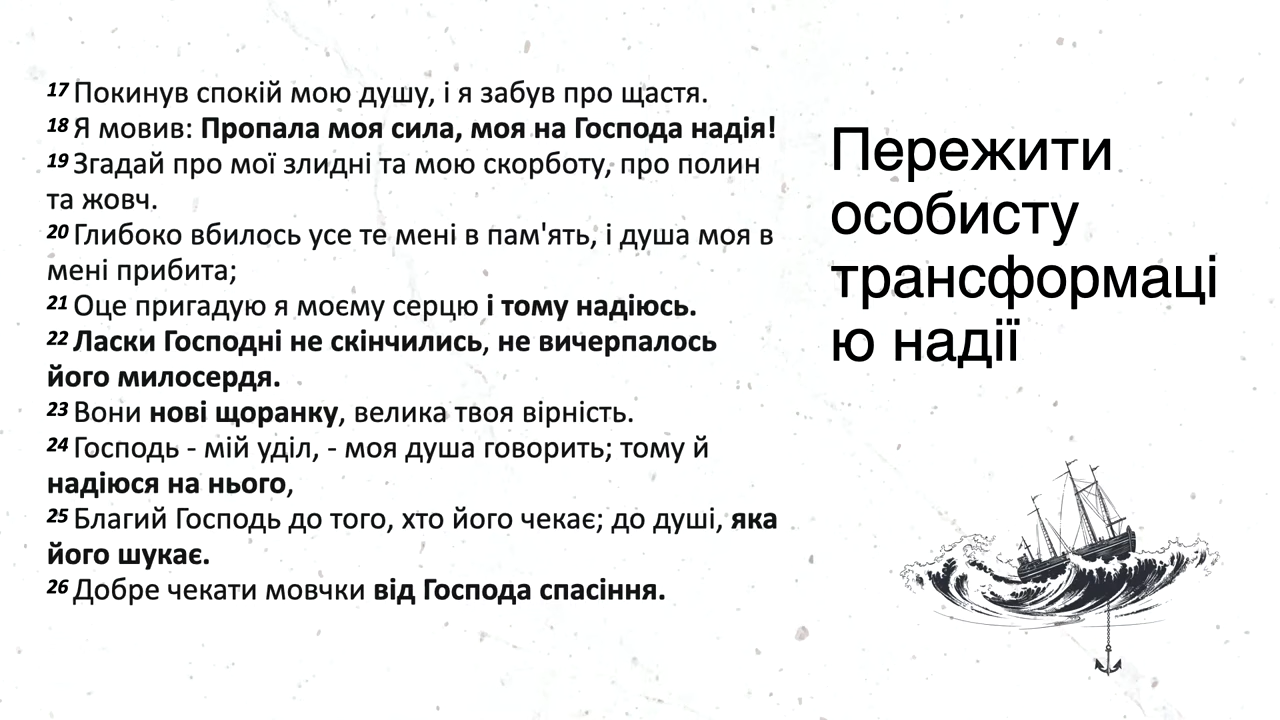 17 Покинув спокій мою душу, і я забув про щастя.
18 Я мовив: Пропала моя сила, моя на Господа надія!
19 Згадай про мої злидні та мою скорботу, про полин
та жовч.
20 Глибоко вбилось усе те мені в пам'ять, і душа моя в
мені прибита;
21 Оце пригадую я моєму серцю і тому надіюсь.
22 Ласки Господні не скінчились, не вичерпалось
його милосердя.
23 Вони нові щоранку, велика твоя вірність.
24 Господь - мій уділ, - моя душа говорить; тому й
надіюся на нього,
25 Благий Господь до того, хто його чекає; до душі, яка
його шукає.
26 Добре чекати мовчки від Господа спасіння.
Пережити
особисту
трансформаці
ю надії